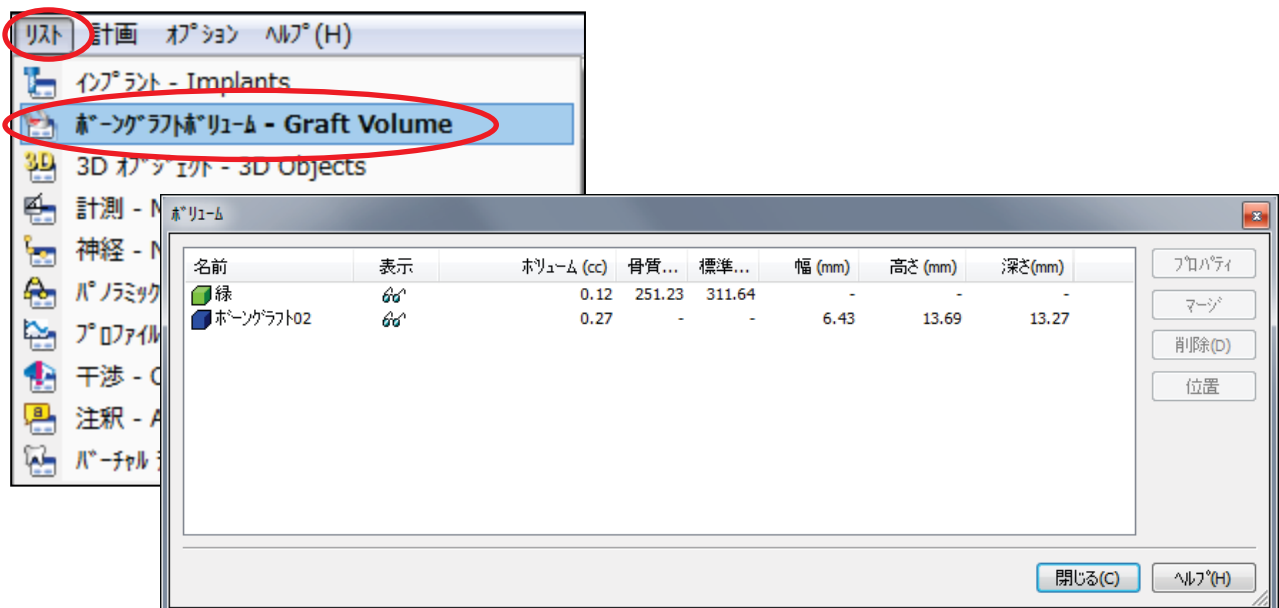 ﾘｽﾄ 計画 ｵﾌﾟｼｮﾝ ﾍﾙﾌﾟ(H)
ｲﾝﾌﾟﾗﾝﾄ - Implants
ﾎﾞｰﾝｸﾞﾗﾌﾄﾎﾞﾘｭｰﾑ - Graft Volume
3D ｵﾌﾞｼﾞｪｸﾄ - 3D Objects
計測 -
神経 -
ﾊﾟﾉﾗﾐｯｸ
ﾌﾟﾛﾌｧｲﾙ
干渉 -
注釈 -
ﾊﾞｰﾁｬﾙ
ﾎﾞﾘｭｰﾑ
名前 表示 ﾎﾞﾘｭｰﾑ (cc) 骨質... 標準... 幅 (mm) 高さ (mm) 深さ(mm)
緑 0.12 251.23 311.64 - - -
ﾎﾞｰﾝｸﾞﾗﾌﾄ02 0.27 - - 6.43 13.69 13.27
ﾌﾟﾛﾊﾟﾃｨ
ﾏｰｼﾞ
削除(D)
位置
閉じる(C) ﾍﾙﾌﾟ(H)